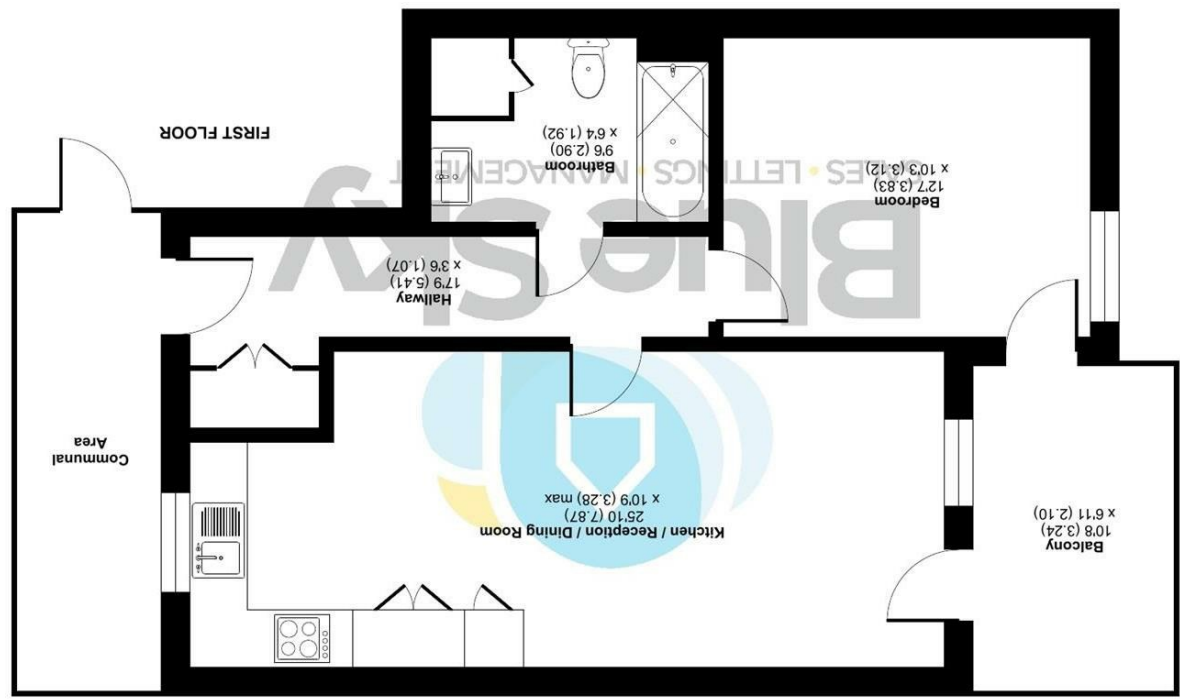 Balcony
10'8 (3.24)
x 6'11 (2.10)
Kitchen / Reception / Dining Room
25'10 (7.87)
x 10'9 (3.28) max
Communal
Area
Hallway
17'9 (5.41)
x 3'6 (1.07)
Blue Sky
SALES • LETTINGS • MANAGEMENT
Bedroom
12'7 (3.83)
x 10'3 (3.12)
Bathroom
9'6 (2.90)
x 6'4 (1.92)
FIRST FLOOR